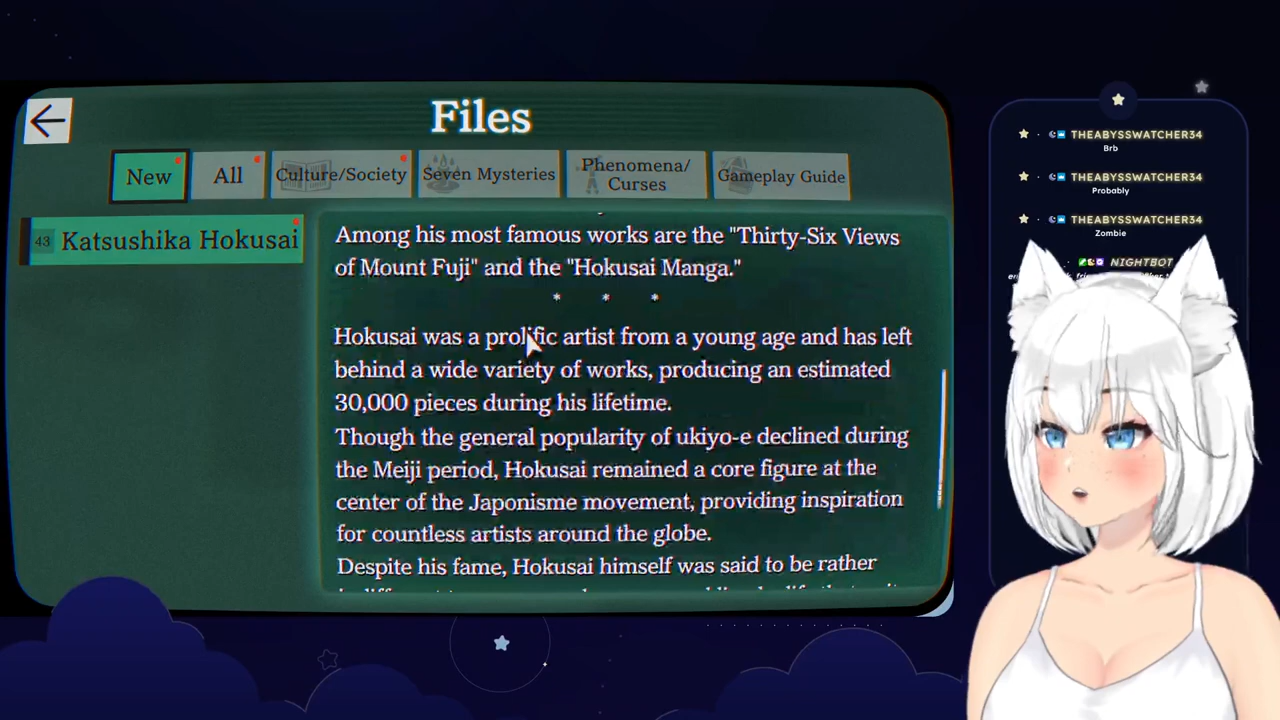 Files
New
All
Culture/Society
Seven Mysteries
Phenomena/
Curses
Gameplay Guide
43 Katsushika Hokusai
Among his most famous works are the "Thirty-Six Views
of Mount Fuji" and the "Hokusai Manga."
* * *
Hokusai was a prolific artist from a young age and has left
behind a wide variety of works, producing an estimated
30,000 pieces during his lifetime.
Though the general popularity of ukiyo-e declined during
the Meiji period, Hokusai remained a core figure at the
center of the Japonisme movement, providing inspiration
for countless artists around the globe.
Despite his fame, Hokusai himself was said to be rather
THEABYSSWATCHER34
Brb
THEABYSSWATCHER34
Probably
THEABYSSWATCHER34
Zombie
NIGHTBOT